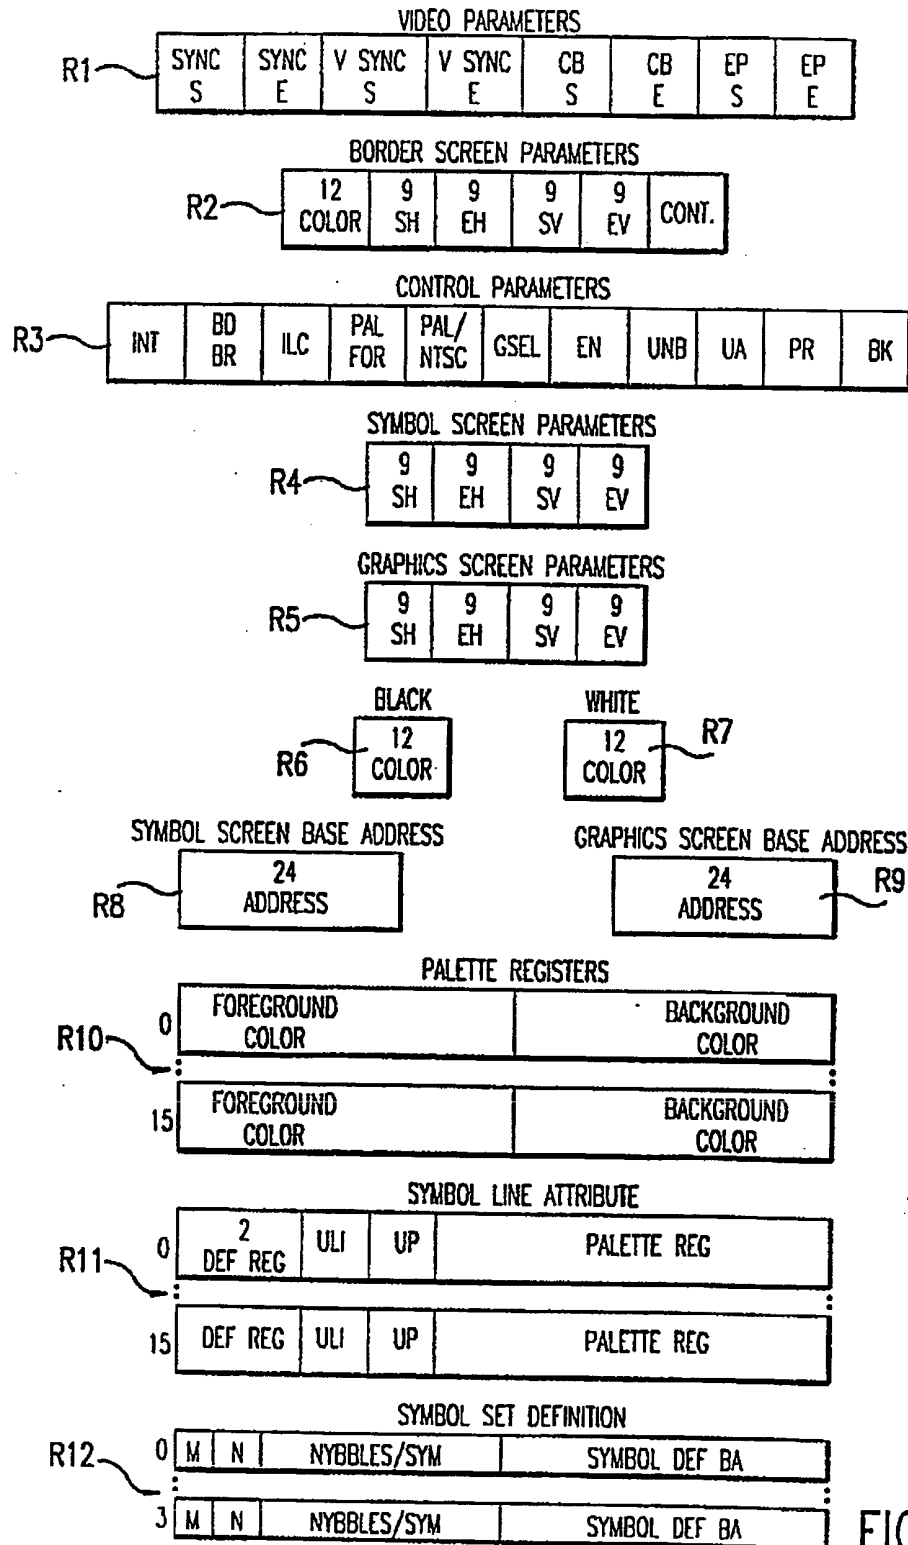 VIDEO PARAMETERS
R1 SYNC S SYNC E V SYNC S V SYNC E CB S CB E EP S EP E
BORDER SCREEN PARAMETERS
R2 12 COLOR 9 SH 9 EH 9 SV 9 EV CONT.
CONTROL PARAMETERS
R3 INT BD BR ILC PAL FOR PAL/ NTSC GSEL EN UNB UA PR BK
SYMBOL SCREEN PARAMETERS
R4 9 SH 9 EH 9 SV 9 EV
GRAPHICS SCREEN PARAMETERS
R5 9 SH 9 EH 9 SV 9 EV
BLACK WHITE
R6 12 COLOR 12 COLOR R7
SYMBOL SCREEN BASE ADDRESS GRAPHICS SCREEN BASE ADDRESS
R8 24 ADDRESS 24 ADDRESS R9
PALETTE REGISTERS
0 FOREGROUND COLOR BACKGROUND COLOR
R10
15 FOREGROUND COLOR BACKGROUND COLOR
SYMBOL LINE ATTRIBUTE
0 2 DEF REG ULI UP PALETTE REG
R11
15 DEF REG ULI UP PALETTE REG
SYMBOL SET DEFINITION
0 M N NYBBLES/SYM SYMBOL DEF BA
R12
3 M N NYBBLES/SYM SYMBOL DEF BA
FIG